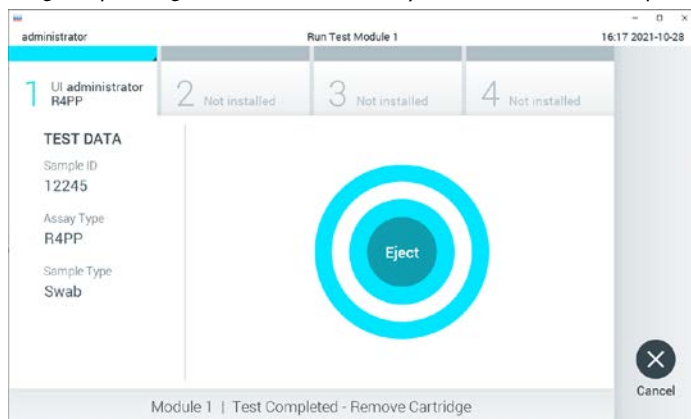 administrator Run Test Module 1 16:17 2021-10-28
1 UI administrator R4PP
2 Not installed
3 Not installed
4 Not installed
TEST DATA
Sample ID
12245
Assay Type
R4PP
Sample Type
Swab
Eject
Cancel
Module 1 | Test Completed - Remove Cartridge